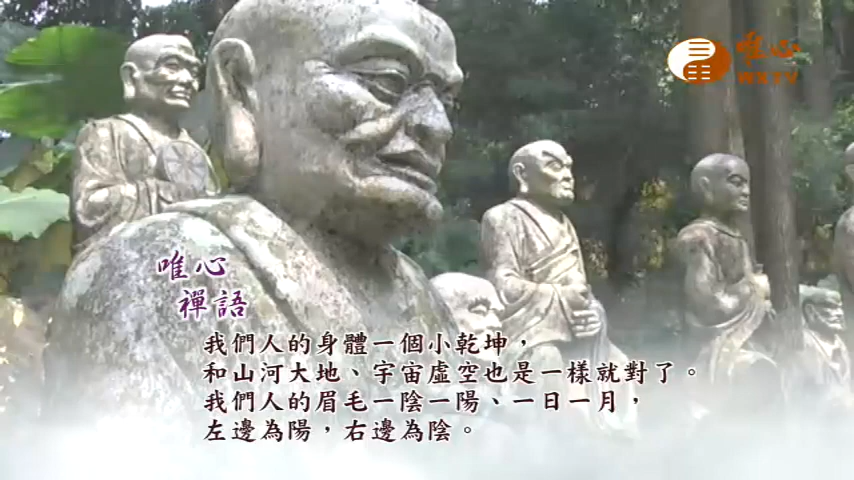 唯心
WXTV
唯心
禪語
我們人的身體一個小乾坤，
和山河大地、宇宙虛空也是一樣就對了。
我們人的眉毛一陰一陽、一日一月，
左邊為陽，右邊為陰。